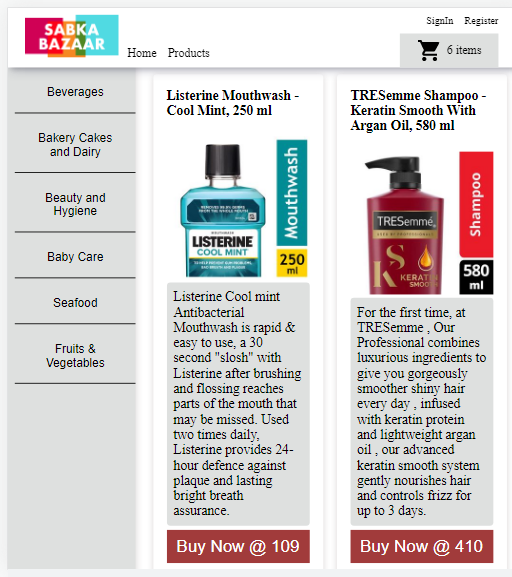 SABKA
BAZAAR
Home Products
SignIn Register
6 items
Beverages
Bakery Cakes
and Dairy
Beauty and
Hygiene
Baby Care
Seafood
Fruits &
Vegetables
Listerine Mouthwash -
Cool Mint, 250 ml
LISTERINE
COOL MINT
Mouthwash
250
ml
Listerine Cool mint
Antibacterial
Mouthwash is rapid &
easy to use, a 30
second "slosh" with
Listerine after brushing
and flossing reaches
parts of the mouth that
may be missed. Used
two times daily,
Listerine provides 24-
hour defence against
plaque and lasting
bright breath
assurance.
Buy Now @ 109
TRESemme Shampoo -
Keratin Smooth With
Argan Oil, 580 ml
TRESemmé
KS
KERATI
SMOO
Shampoo
580
ml
For the first time, at
TRESemme , Our
Professional combines
luxurious ingredients to
give you gorgeously
smoother shiny hair
every day , infused
with keratin protein
and lightweight argan
oil , our advanced
keratin smooth system
gently nourishes hair
and controls frizz for
up to 3 days.
Buy Now @ 410